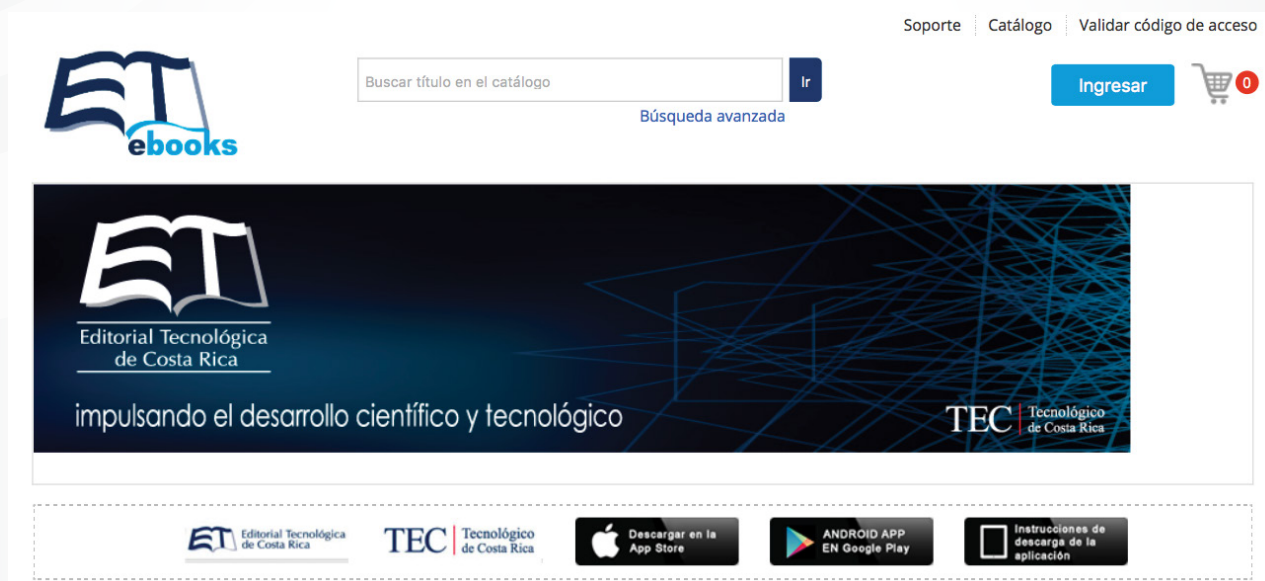 Soporte Catálogo Validar código de acceso
ET
ebooks
Buscar título en el catálogo
Ir
Búsqueda avanzada
Ingresar
0
ET
Editorial Tecnológica
de Costa Rica
impulsando el desarrollo científico y tecnológico
TEC Tecnológico
de Costa Rica
ET Editorial Tecnológica
de Costa Rica
TEC Tecnológico
de Costa Rica
Descargar en la
App Store
ANDROID APP
EN Google Play
Instrucciones de
descarga de la
aplicación